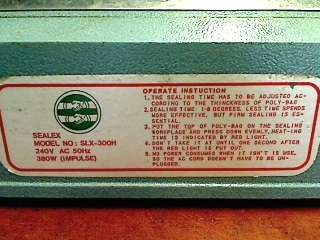 SEALEX
MODEL NO: SLX-300H
240V AC 50Hz
380W (IMPULSE)
OPERATE INSTUCTION
1.THE SEALING TIME HAS TO BE ADJUSTED AC-
CORDING TO THE THINGKENESS OF POLY-BAG
2.SEALING TIME 1-8 DEGREES. LESS TIME SPENDS
MORE EFFECTIVE, BUT FIRM SEALING IS ES-
SENTIAL.
3.PUT THE TOP OF POLY-BAG ON THE SEALING
WORKPLACE AND PRESS DOWN EVENLY, HEAT-ING
TIME IS INDICATED BY RED LIGHT.
4.DON'T TAKE IT AT UNTIL ONE SECOND AFTER
THE RED LIGHT IS PUT OUT.
5.NO POWER CONSUMES WHEN IT ISN'T IS USE,
SO THE AC CORD DOESN'T HAVE TO BE UN-
PLUGGED.